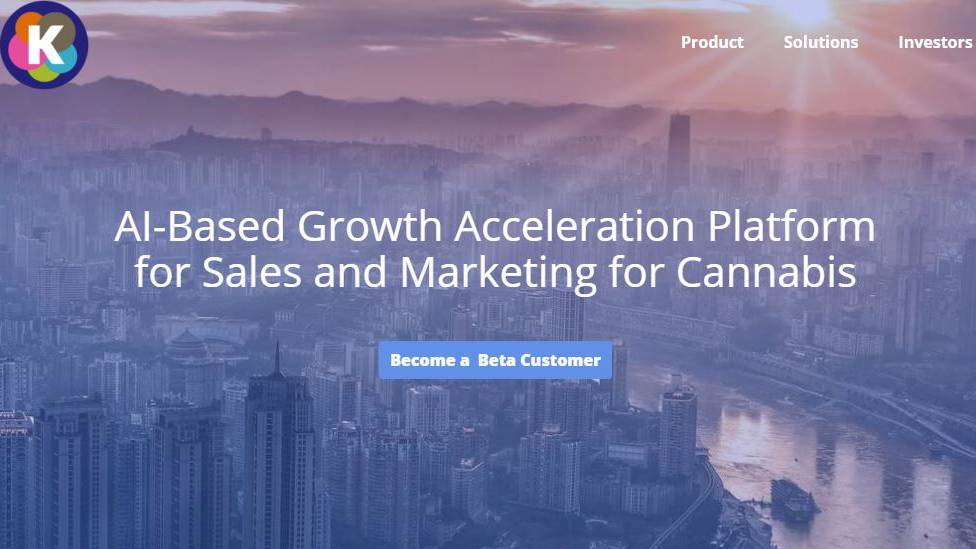 K
Product Solutions Investors
AI-Based Growth Acceleration Platform
for Sales and Marketing for Cannabis
Become a Beta Customer